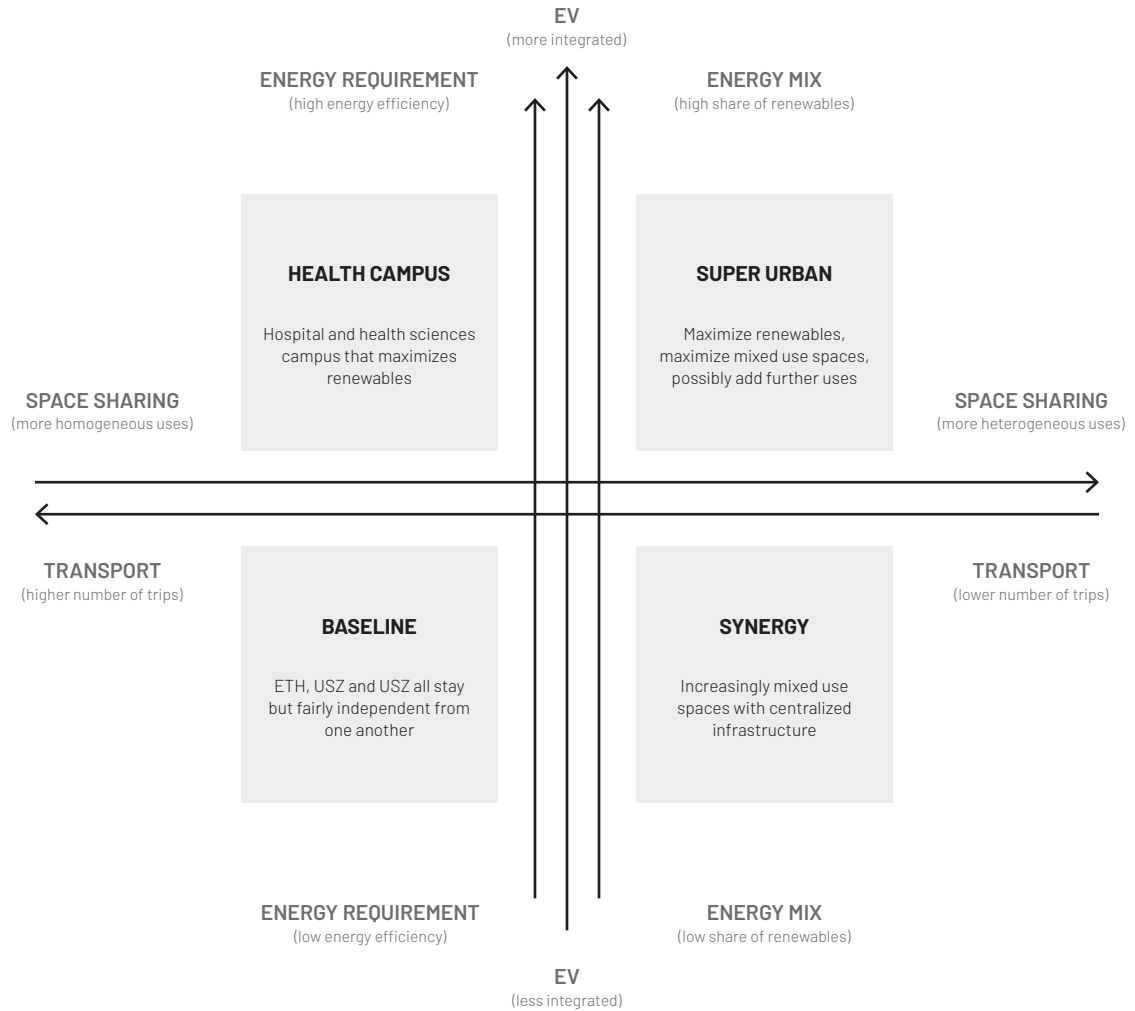 EV
(more integrated)
ENERGY REQUIREMENT
(high energy efficiency)
ENERGY MIX
(high share of renewables)
HEALTH CAMPUS
Hospital and health sciences
campus that maximizes
renewables
SUPER URBAN
Maximize renewables,
maximize mixed use spaces,
possibly add further uses
SPACE SHARING
(more homogeneous uses)
SPACE SHARING
(more heterogeneous uses)
TRANSPORT
(higher number of trips)
TRANSPORT
(lower number of trips)
BASELINE
ETH, USZ and USZ all stay
but fairly independent from
one another
SYNERGY
Increasingly mixed use
spaces with centralized
infrastructure
ENERGY REQUIREMENT
(low energy efficiency)
ENERGY MIX
(low share of renewables)
EV
(less integrated)